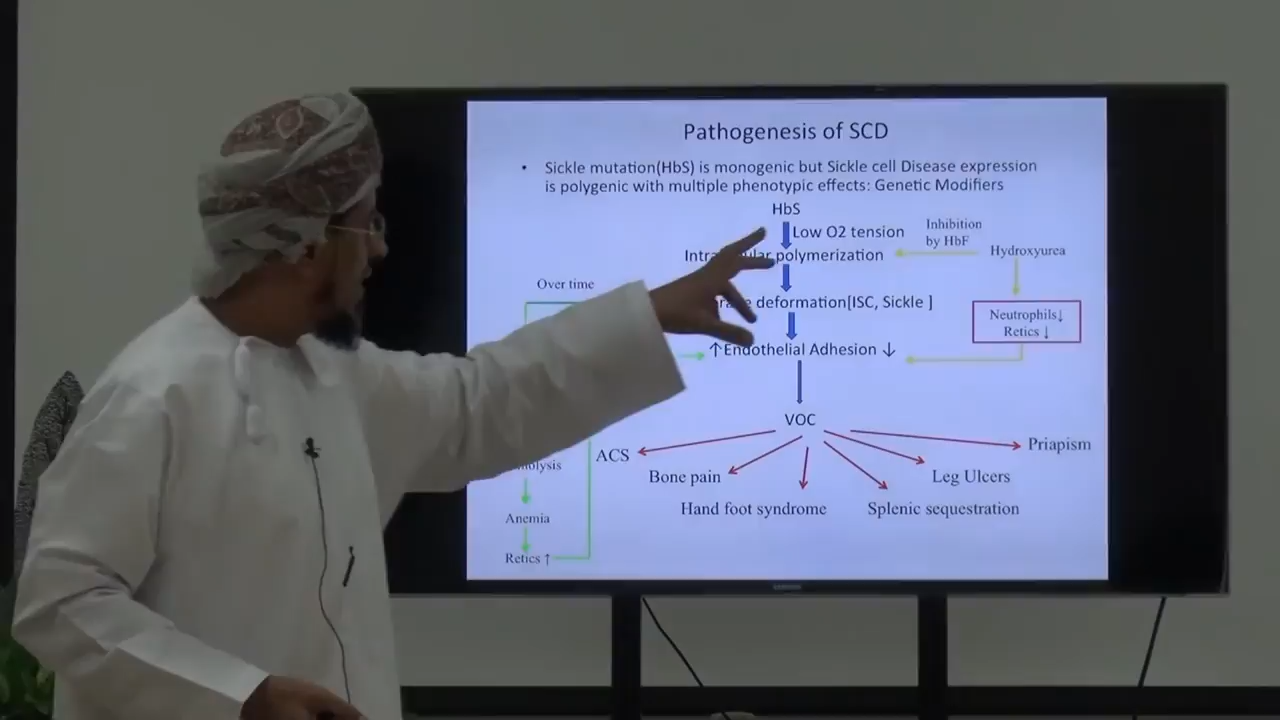 Pathogenesis of SCD
• Sickle mutation(HbS) is monogenic but Sickle cell Disease expression
is polygenic with multiple phenotypic effects: Genetic Modifiers
HbS
Low O2 tension
Inhibition
by HbF
polymerization
Hydroxyurea
Over time
deformation[ISC, Sickle ]
Neutrophils↓
Retics ↓
↑Endothelial Adhesion ↓
VOC
ACS
Bone pain
Hand foot syndrome
Splenic sequestration
Leg Ulcers
Priapism
Anemia
Retics ↑
SAMSUNG